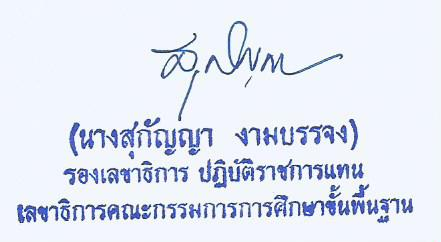 (นางสุกัญญา งามบรรจง)
รองเลขาธิการ ปฏิบัติราชการแทน
เลขาธิการคณะกรรมการการศึกษาขั้นพื้นฐาน